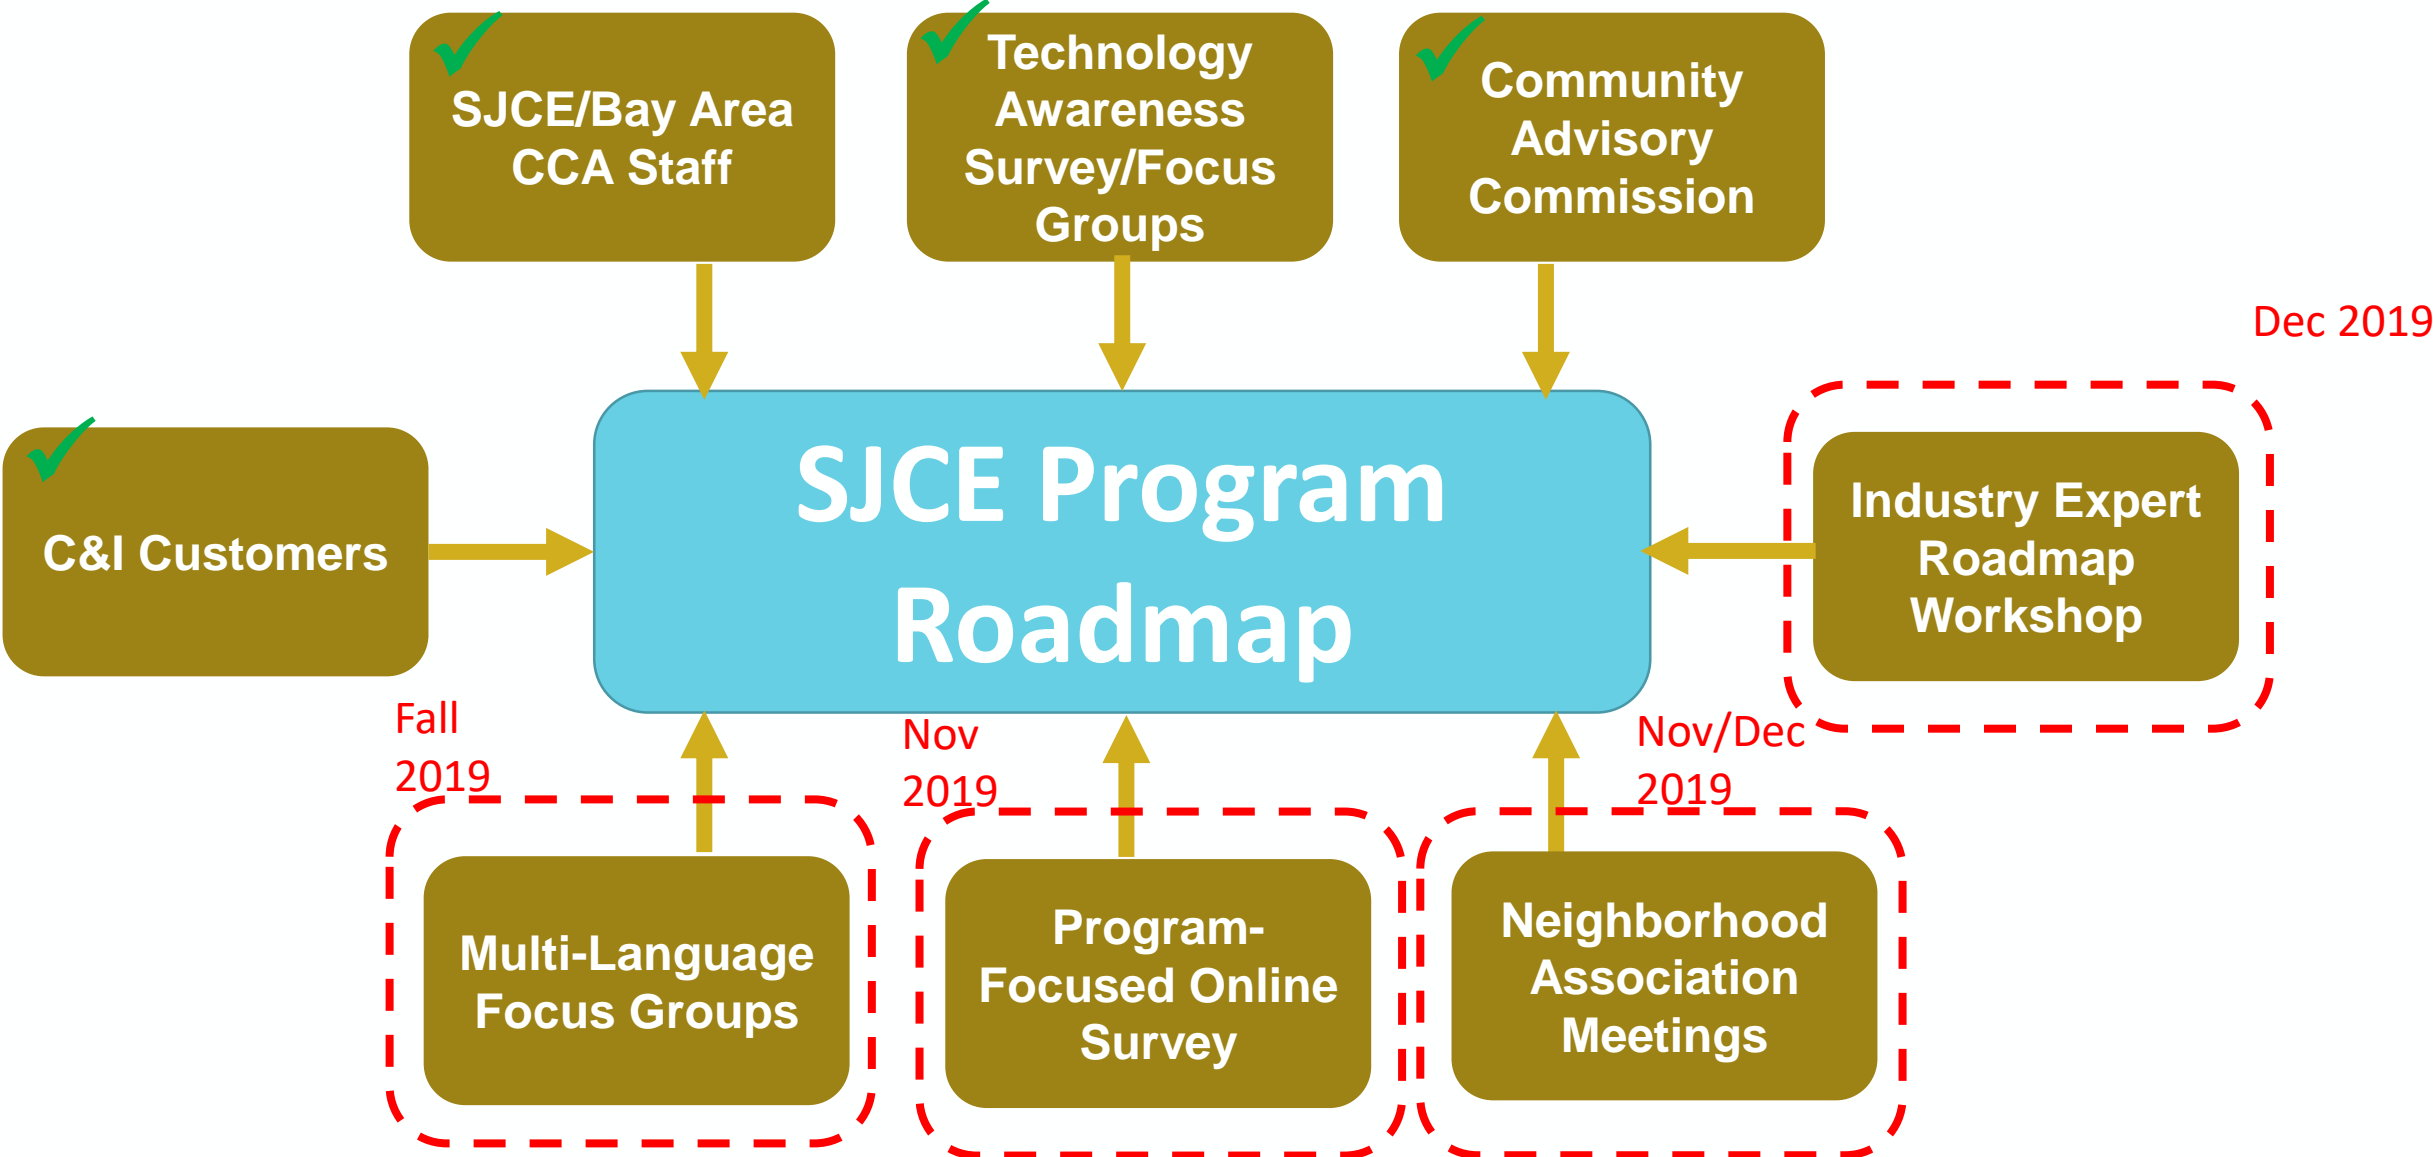 SJCE/Bay Area
CCA Staff
Technology
Awareness
Survey/Focus
Groups
Community
Advisory
Commission
Dec 2019
C&I Customers
SJCE Program
Roadmap
Industry Expert
Roadmap
Workshop
Fall
2019
Nov
2019
Nov/Dec
2019
Multi-Language
Focus Groups
Program-
Focused Online
Survey
Neighborhood
Association
Meetings